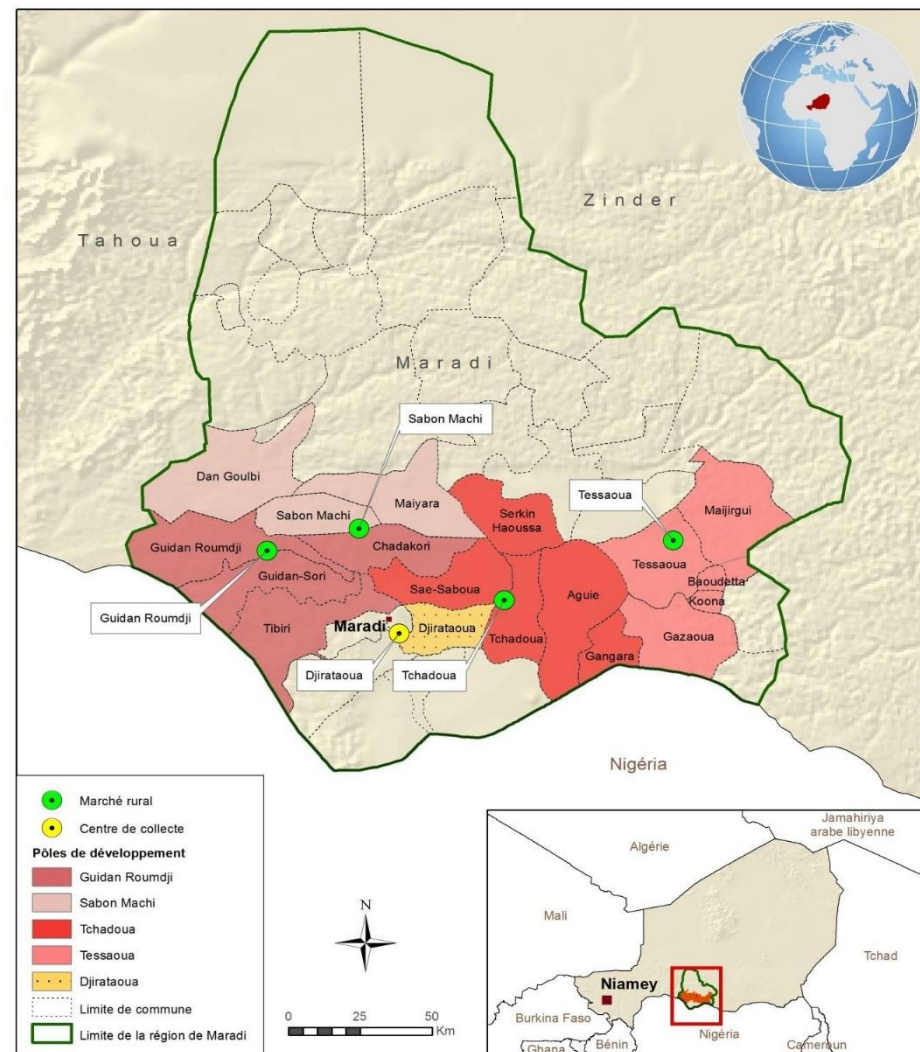 Zinder
Tahoua
Maradi
Sabon Machi
Dan Goulbi
Tessaoua
Maiyara
Serkin
Haoussa
Maijirgui
Sabon Machi
Guidan Roumdji
Chadakori
Tessaoua
Guidan-Sori
Baoudetta
Sae-Saboua
Aguie
Koona
Guidan Roumdji
Tibiri
Maradi
Djirataoua
Tchadoua
Gazaoua
Gangara
Djirataoua
Tchadoua
Nigéria
Marché rural
Centre de collecte
Pôles de développement
Guidan Roumdji
Sabon Machi
Tchadoua
Tessaoua
Djirataoua
Limite de commune
Limite de la région de Maradi
N
0 25 50
Km
Jamahiriya
arabe libyenne
Algérie
Mali
Tchad
Niamey
Burkina Faso
Nigéria
Bénin
Ghana
Cameroun